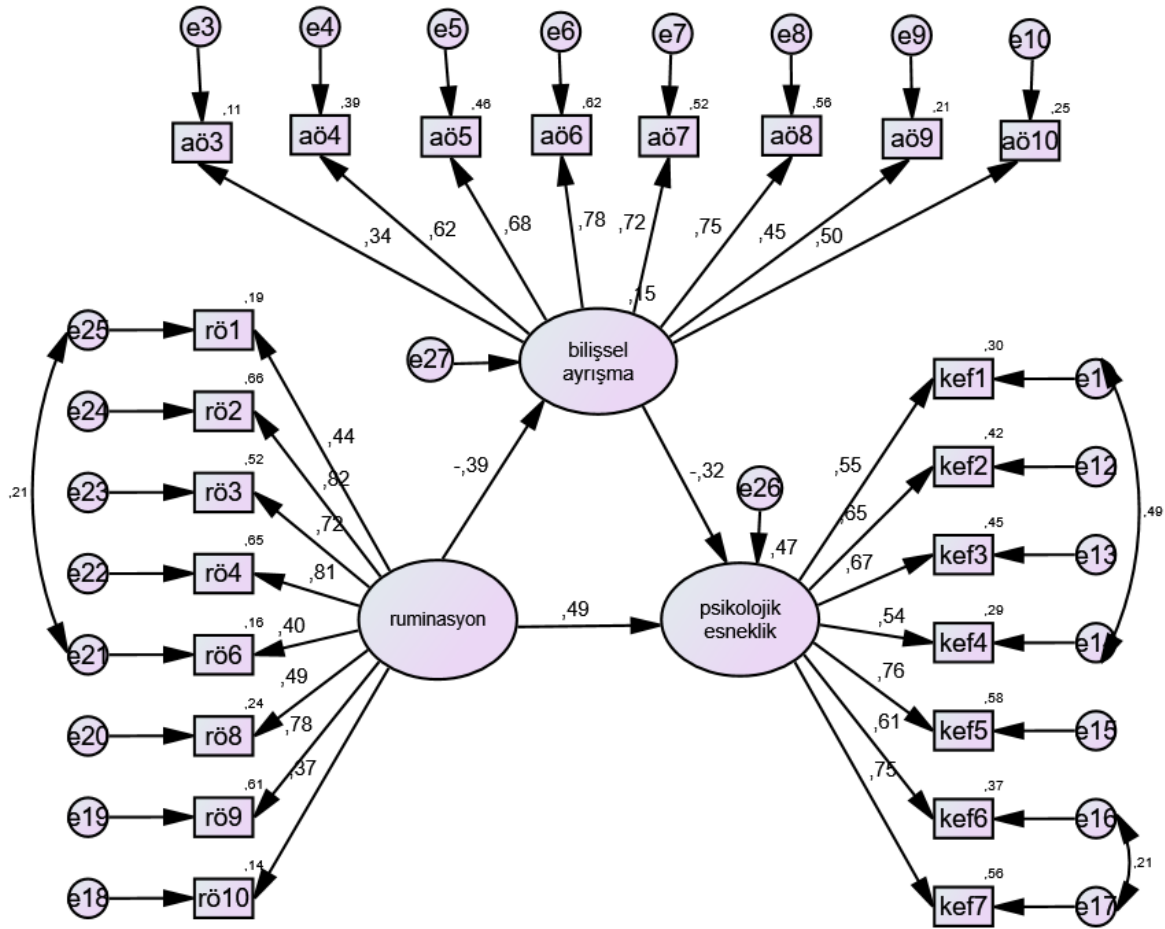 e3 e4 e5 e6 e7 e8 e9 e10
,11 ,39 ,46 ,62 ,52 ,56 ,21 ,25
aö3 aö4 aö5 aö6 aö7 aö8 aö9 aö10
,34 ,62 ,68 ,78 ,72 ,75 ,45 ,50
,15
bilişsel
ayrışma
e27
e25
,19
rö1
e24
,66
rö2
e23
,52
rö3
e22
,65
rö4
e21
,16
rö6
e20
,24
rö8
e19
,61
rö9
e18
,14
rö10
,21
,44
,82
,72
,81
,40
,49
,78
,37
ruminasyon
-,39
,49
-,32
e26
,47
psikolojik
esneklik
,55
,65
,67
,54
,76
,61
,75
,30
kef1
,42
kef2
e12
,45
kef3
e13
,29
kef4
,58
kef5
e15
,37
kef6
e16
,56
kef7
e17
,49
,21